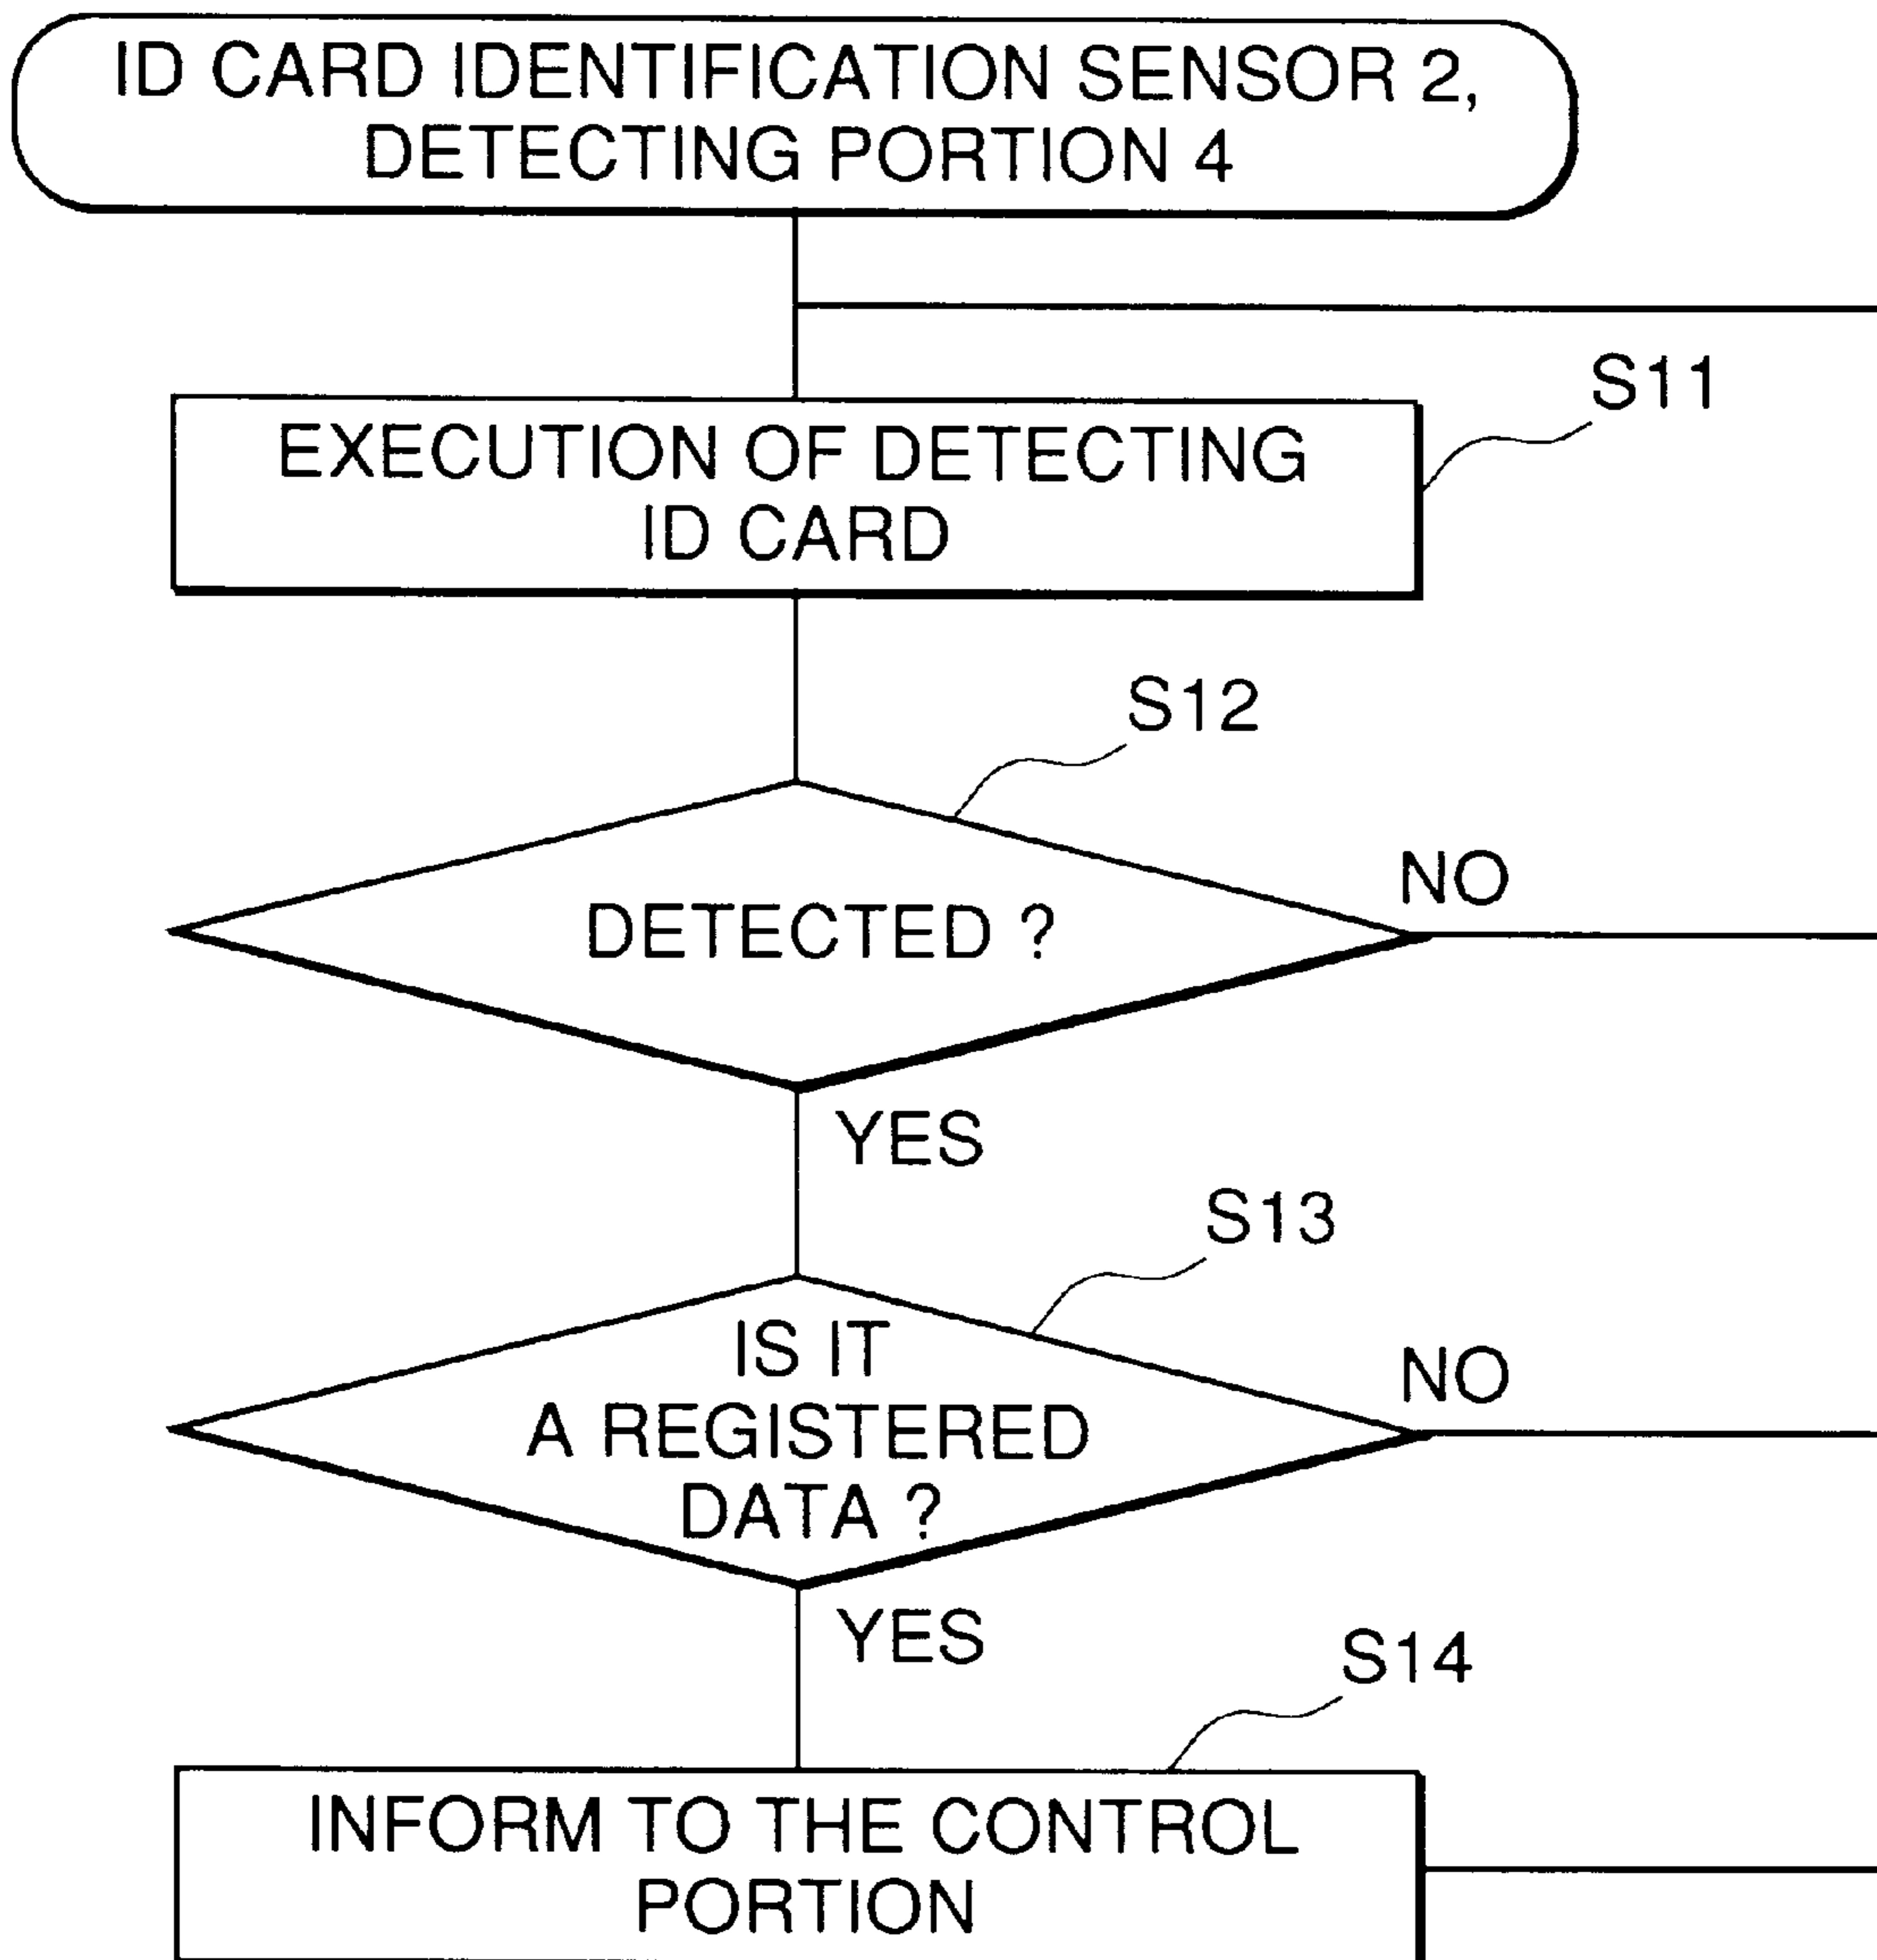 ID CARD IDENTIFICATION SENSOR 2,
DETECTING PORTION 4
S11
EXECUTION OF DETECTING
ID CARD
S12
NO
DETECTED ?
YES
S13
IS IT
A REGISTERED
DATA ?
NO
YES
S14
INFORM TO THE CONTROL
PORTION